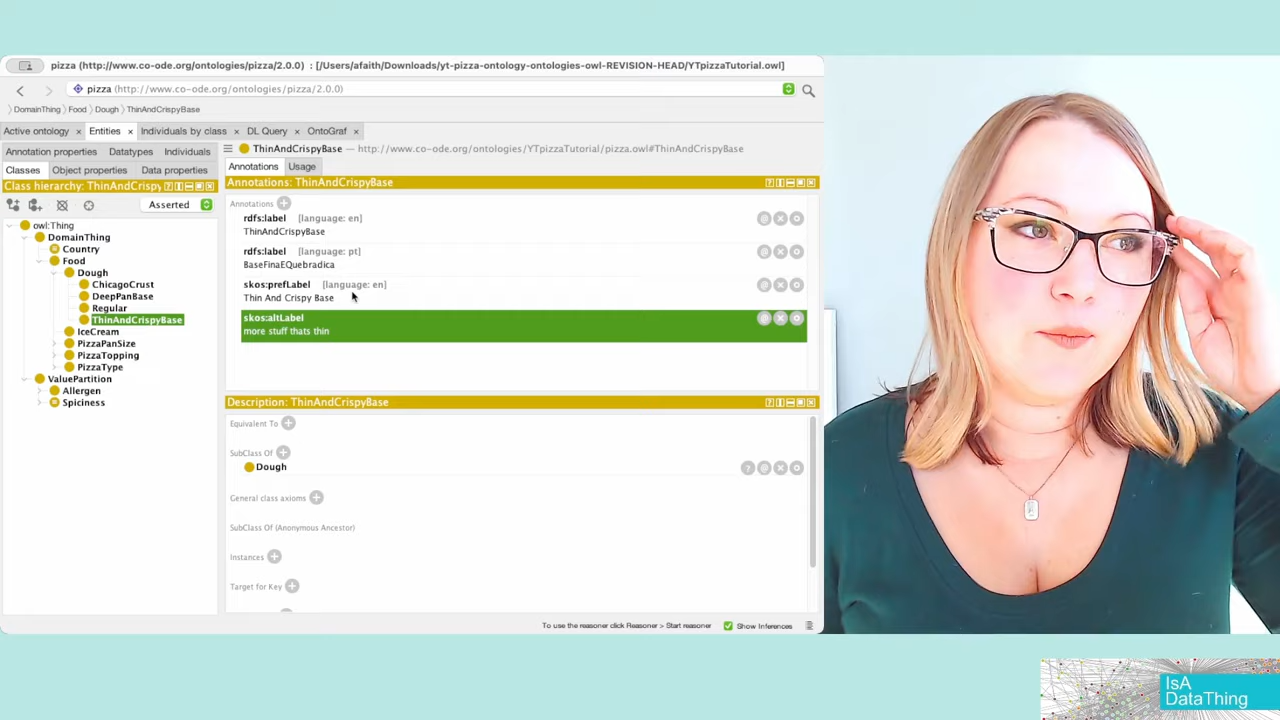 pizza (http://www.co-ode.org/ontologies/pizza/2.0.0) : [/Users/afaith/Downloads/yt-pizza-ontology-ontologies-owl-REVISION-HEAD/YTpizzaTutorial.owl]
pizza (http://www.co-ode.org/ontologies/pizza/2.0.0)
DomainThing Food Dough ThinAndCrispyBase
Active ontology × Entities × Individuals by class × DL Query × OntoGraf ×
Annotation properties Datatypes Individuals
Classes Object properties Data properties
Class hierarchy: ThinAndCrispy
Asserted
owl:Thing
DomainThing
Country
Food
Dough
ChicagoCrust
DeepPanBase
Regular
ThinAndCrispyBase
IceCream
PizzaPanSize
PizzaTopping
PizzaType
ValuePartition
Allergen
Spiciness
ThinAndCrispyBase — http://www.co-ode.org/ontologies/YTpizzaTutorial/pizza.owl#ThinAndCrispyBase
Annotations Usage
Annotations: ThinAndCrispyBase
Annotations
rdfs:label [language: en]
ThinAndCrispyBase
rdfs:label [language: pt]
BaseFinaEQuebradica
skos:prefLabel [language: en]
Thin And Crispy Base
skos:altLabel
more stuff thats thin
Description: ThinAndCrispyBase
Equivalent To
SubClass Of
Dough
General class axioms
SubClass Of (Anonymous Ancestor)
Instances
Target for Key
To use the reasoner click Reasoner > Start reasoner Show Inferences
IsA
DataThing